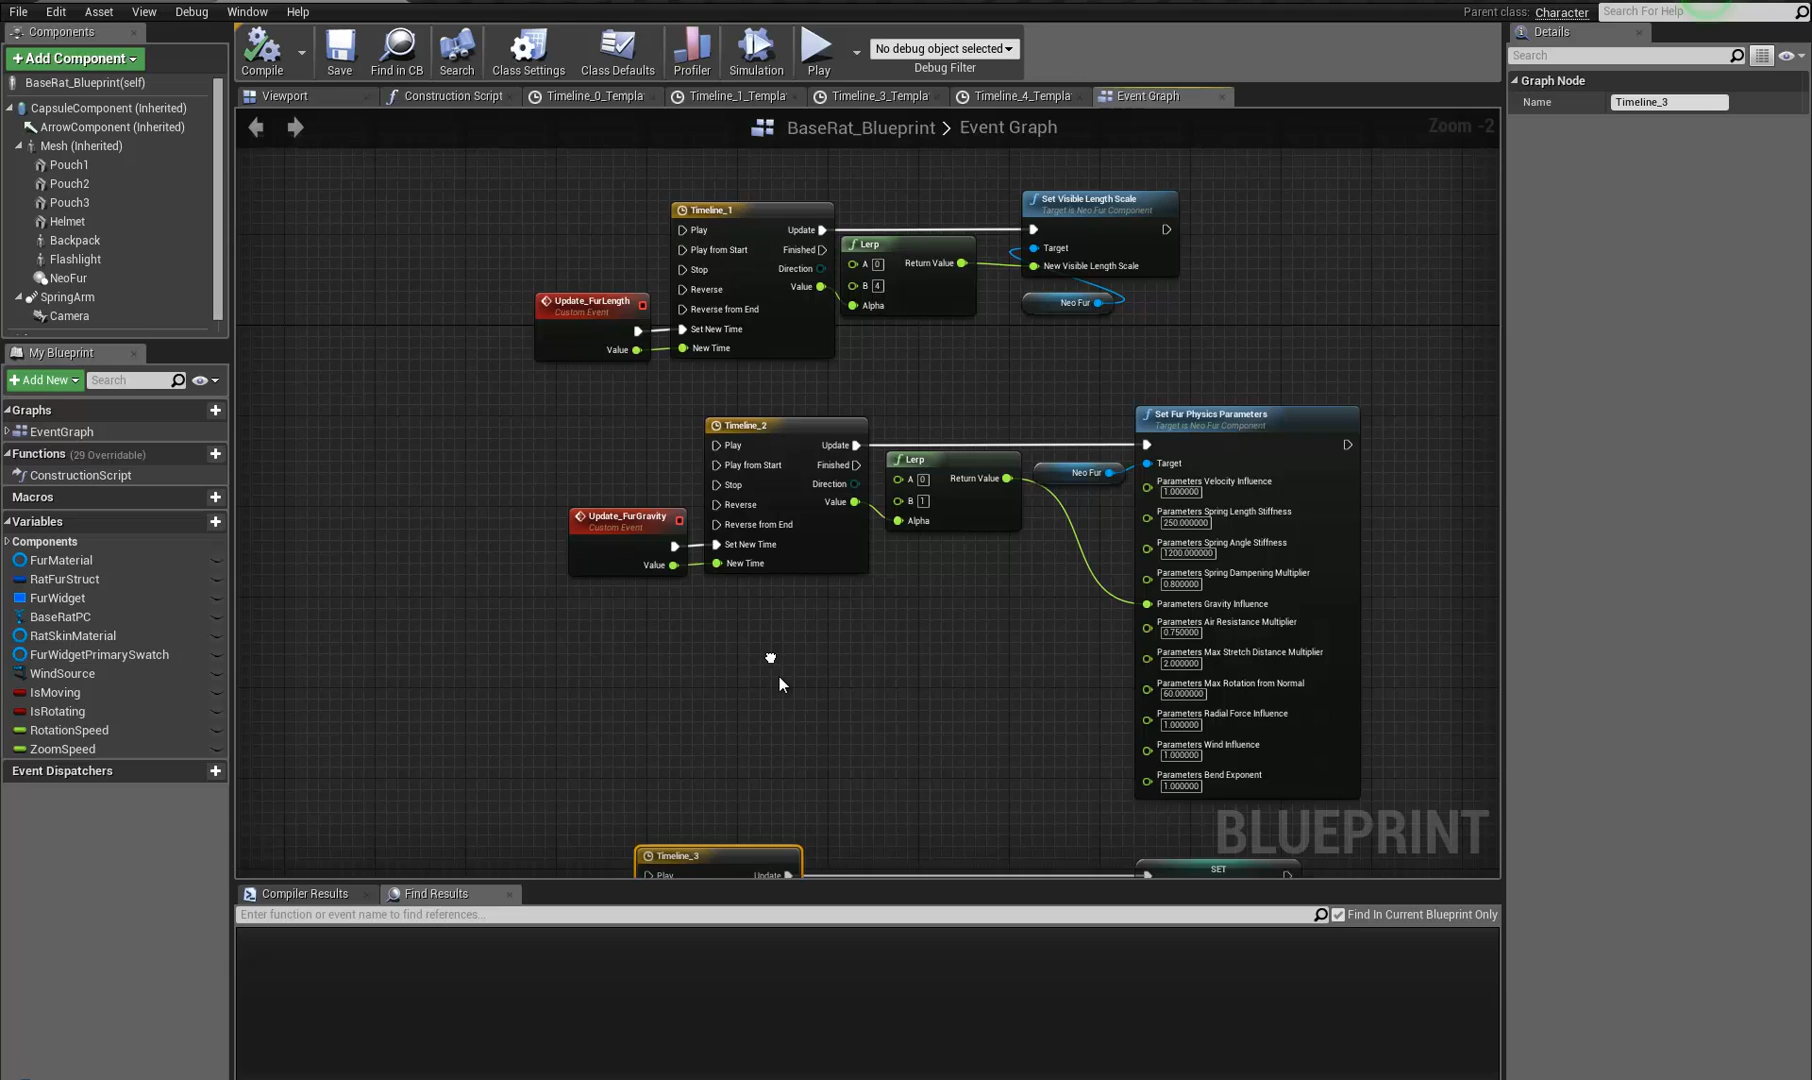 File Edit Asset View Debug Window Help Parent class: Character Search For Help
Components
Details
+ Add Component
Compile Save Find in CB Search Class Settings Class Defaults Profiler Simulation Play
No debug object selected
Debug Filter
Search
BaseRat_Blueprint(self)
Graph Node
Name Timeline_3
CapsuleComponent (Inherited)
ArrowComponent (Inherited)
Mesh (Inherited)
Pouch1
Pouch2
Pouch3
Helmet
Backpack
Flashlight
NeoFur
SpringArm
Camera
Viewport Construction Script Timeline_0_Templa Timeline_1_Templa Timeline_3_Templa Timeline_4_Templa Event Graph
BaseRat_Blueprint > Event Graph
Zoom -2
My Blueprint
+ Add New Search
Graphs
EventGraph
Functions (29 Overridable)
ConstructionScript
Macros
Variables
Components
FurMaterial
RatFurStruct
FurWidget
BaseRatPC
RatSkinMaterial
FurWidgetPrimarySwatch
WindSource
IsMoving
IsRotating
RotationSpeed
ZoomSpeed
Event Dispatchers
Update_FurLength
Custom Event
Value
Timeline_1
Play Update
Play from Start Finished
Stop Direction
Reverse Value
Reverse from End
Set New Time
New Time
Lerp
A 0 Return Value
B 4
Alpha
Set Visible Length Scale
Target is Neo Fur Component
Target
New Visible Length Scale
Neo Fur
Update_FurGravity
Custom Event
Value
Timeline_2
Play Update
Play from Start Finished
Stop Direction
Reverse Value
Reverse from End
Set New Time
New Time
Lerp
A 0 Return Value
B 1
Alpha
Neo Fur
Set Fur Physics Parameters
Target is Neo Fur Component
Target
Parameters Velocity Influence
1.000000
Parameters Spring Length Stiffness
250.000000
Parameters Spring Angle Stiffness
1200.000000
Parameters Spring Dampening Multiplier
0.800000
Parameters Gravity Influence
Parameters Air Resistance Multiplier
0.750000
Parameters Max Stretch Distance Multiplier
2.000000
Parameters Max Rotation from Normal
60.000000
Parameters Radial Force Influence
1.000000
Parameters Wind Influence
1.000000
Parameters Bend Exponent
1.000000
BLUEPRINT
Timeline_3
Play Update
SET
Compiler Results Find Results
Enter function or event name to find references...
Find In Current Blueprint Only